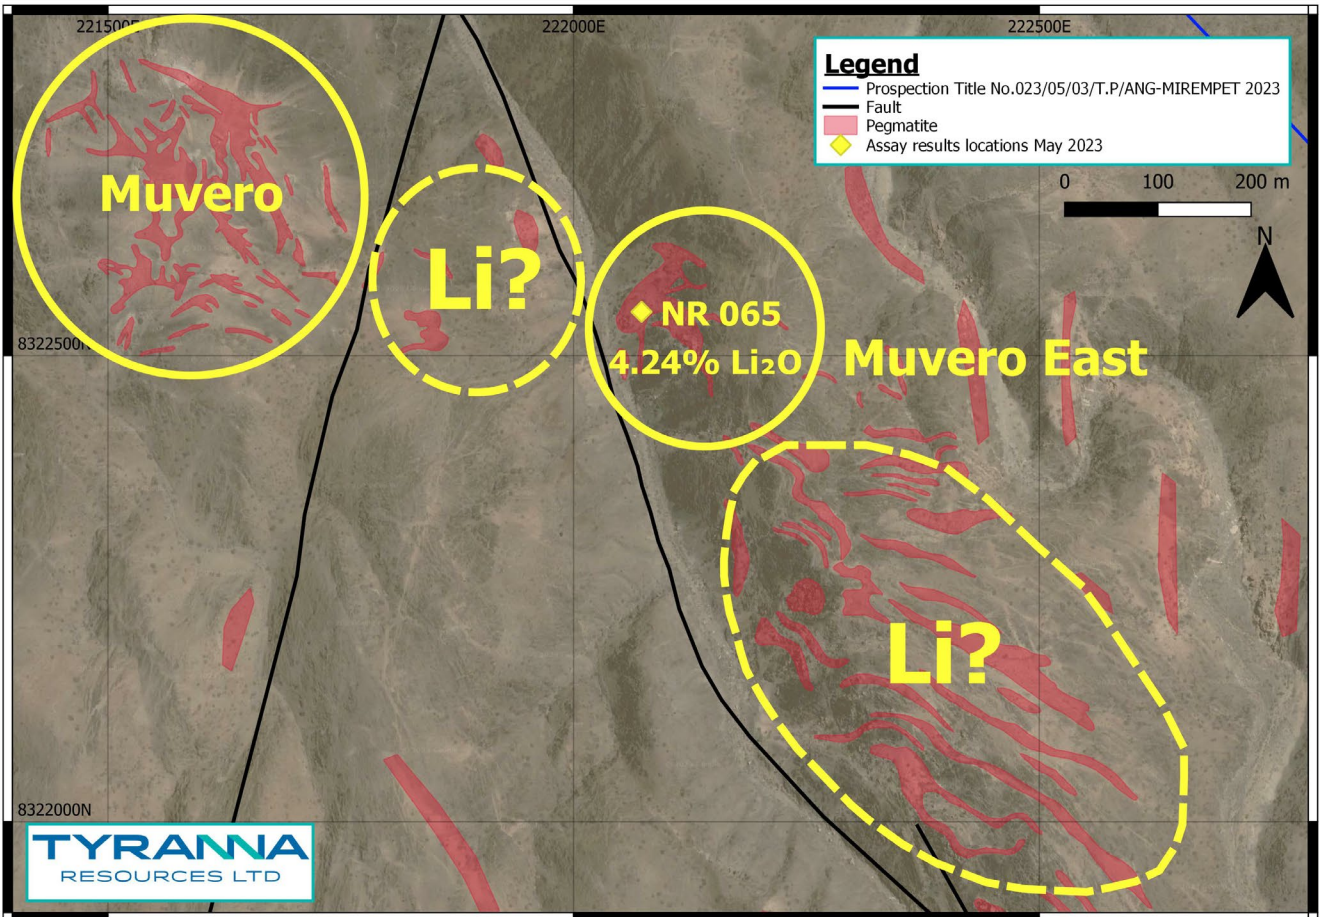 221500E
222000E
222500E
Legend
Prospection Title No.023/05/03/T.P/ANG-MIREMPET 2023
Fault
Pegmatite
Assay results locations May 2023
0 100 200 m
N
Muvero
Li?
NR 065
4.24% Li₂O
Muvero East
8322500N
Li?
8322000N
TYRANNA
RESOURCES LTD